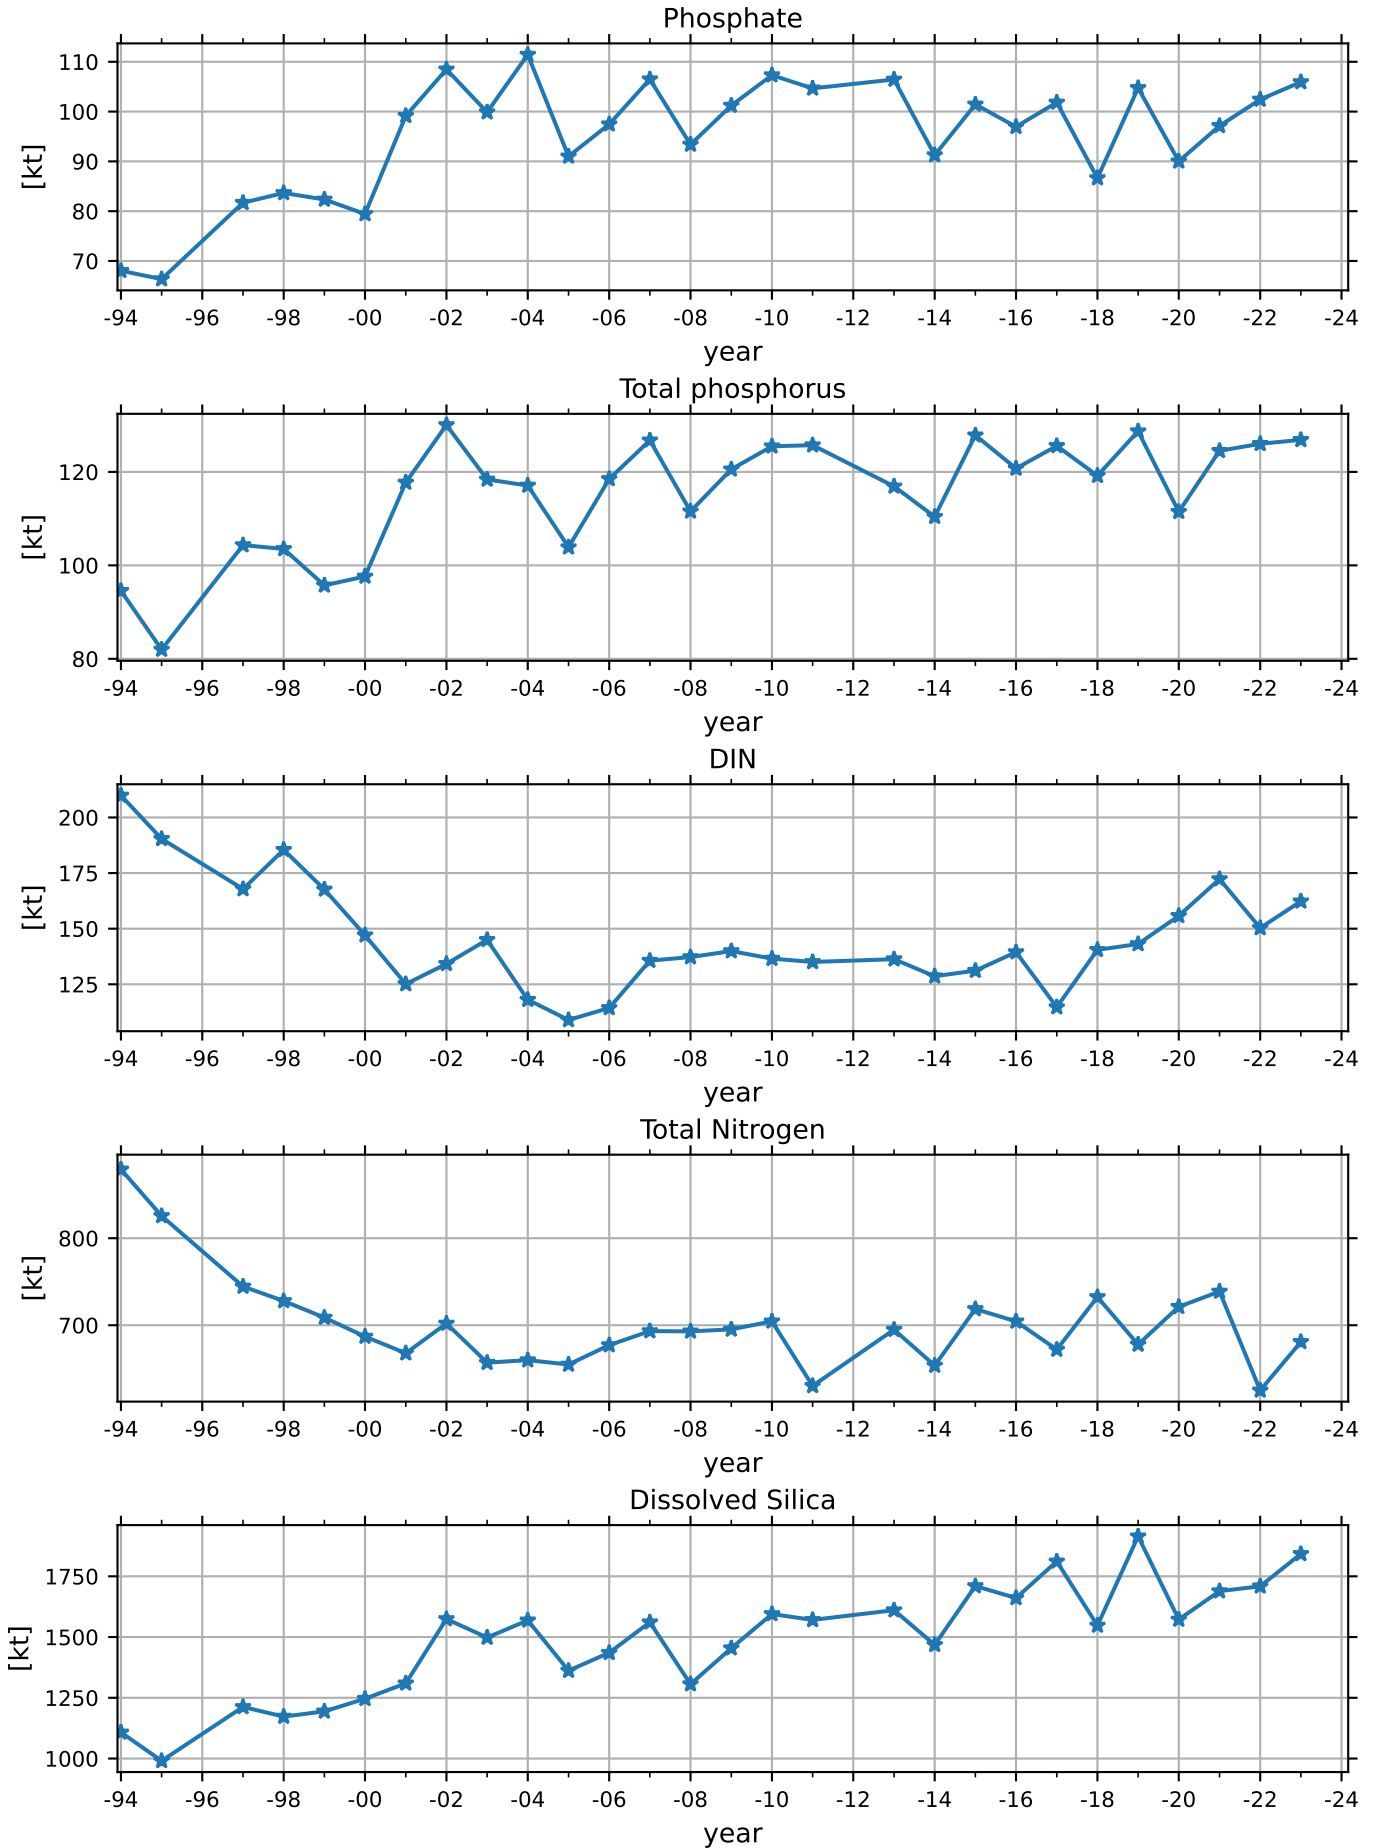 Phosphate
110
100
90
80
70
[kt]
-94 -96 -98 -00 -02 -04 -06 -08 -10 -12 -14 -16 -18 -20 -22 -24
year
Total phosphorus
120
100
80
[kt]
-94 -96 -98 -00 -02 -04 -06 -08 -10 -12 -14 -16 -18 -20 -22 -24
year
DIN
200
175
150
125
[kt]
-94 -96 -98 -00 -02 -04 -06 -08 -10 -12 -14 -16 -18 -20 -22 -24
year
Total Nitrogen
800
700
[kt]
-94 -96 -98 -00 -02 -04 -06 -08 -10 -12 -14 -16 -18 -20 -22 -24
year
Dissolved Silica
1750
1500
1250
1000
[kt]
-94 -96 -98 -00 -02 -04 -06 -08 -10 -12 -14 -16 -18 -20 -22 -24
year